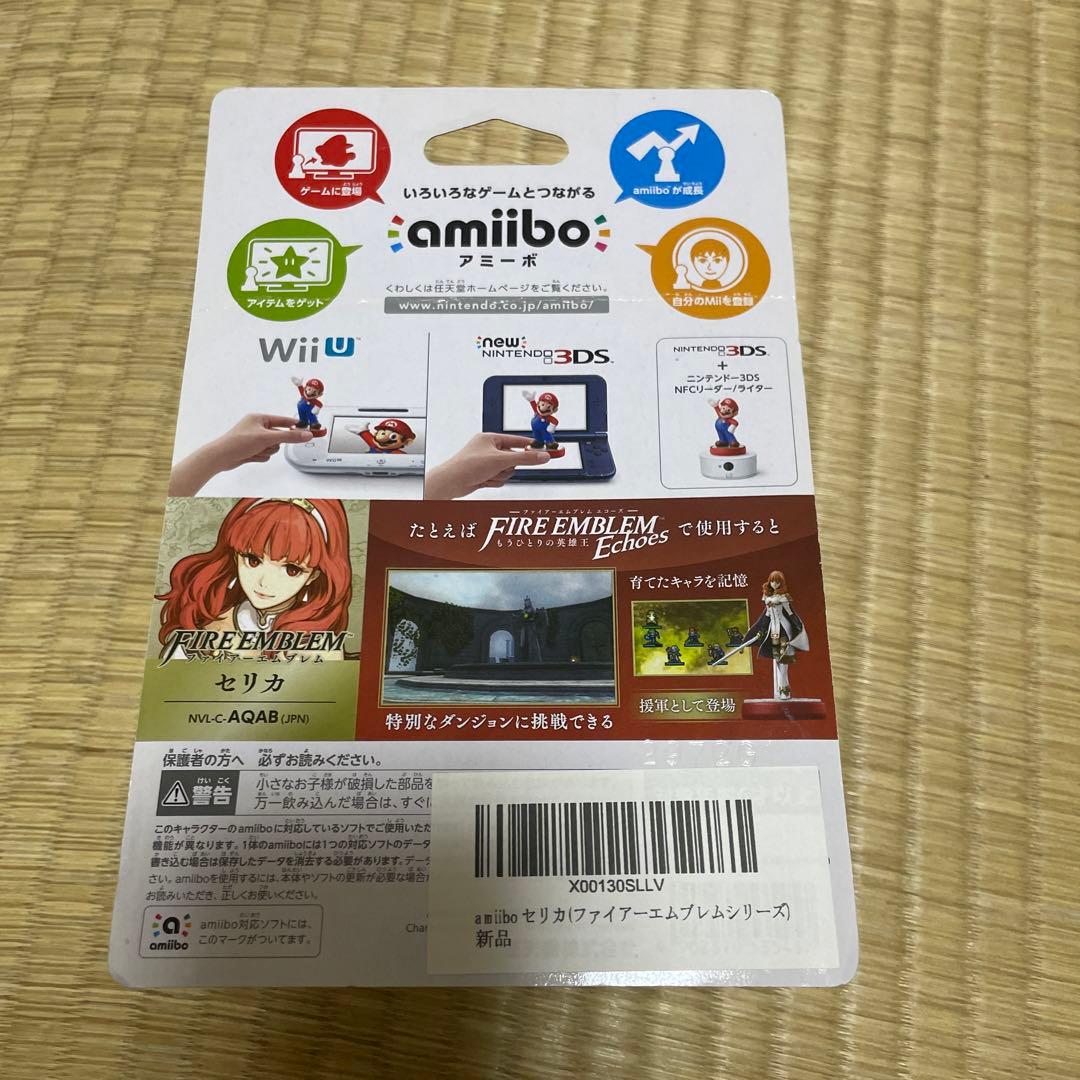 ゲームに登場
いろいろなゲームとつながる
amiibo
アミーボ
amiiboが成長
アイテムをゲット
くわしくは任天堂ホームページをご覧ください。
www.nintendo.co.jp/amiibo/
自分のMiiを登録
Wii U
new NINTENDO 3DS
NINTENDO 3DS
+
ニンテンドー3DS
NFCリーダー/ライター
FIRE EMBLEM
ファイアーエムブレム
セリカ
NVL-C-AQAB (JPN)
ファイアーエムブレム エコーズ
たとえば FIRE EMBLEM Echoes で使用すると
もうひとりの英雄王
育てたキャラを記憶
特別なダンジョンに挑戦できる
援軍として登場
保護者の方へ 必ずお読みください。
警告
小さなお子様が破損した部品を
万一飲み込んだ場合は、すぐに
このキャラクターのamiiboに対応しているソフトでご使用いただ
機能が異なります。1体のamiiboには1つの対応ソフトのデータ
書き込む場合は保存したデータを消去する必要があります。データ
さい。amiiboを使用するには、本体やソフトの更新が必要な場合が
お読みいただき、正しくお使いください。
amiibo
amiibo対応ソフトには、
このマークがついてます。
Char
X00130SLLV
amiibo セリカ(ファイアーエムブレムシリーズ)
新品